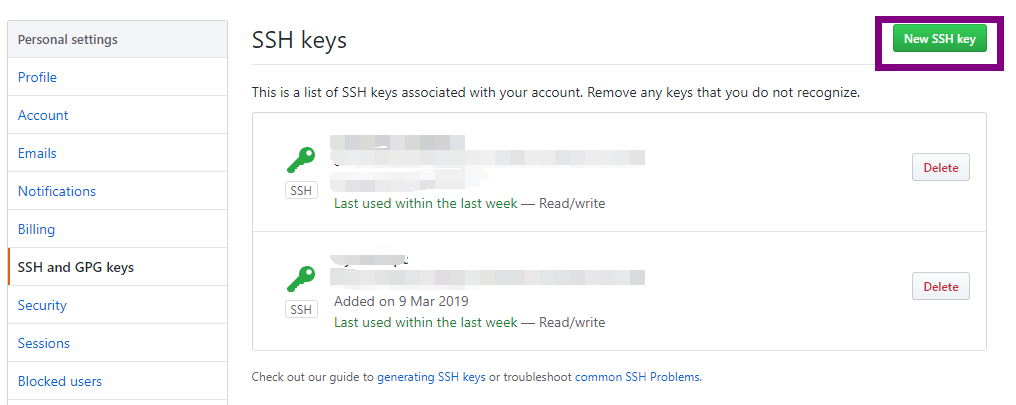 Personal settings
Profile
Account
Emails
Notifications
Billing
SSH and GPG keys
Security
Sessions
Blocked users
SSH keys
New SSH key
This is a list of SSH keys associated with your account. Remove any keys that you do not recognize.
SSH
Last used within the last week — Read/write
Delete
SSH
Added on 9 Mar 2019
Last used within the last week — Read/write
Delete
Check out our guide to generating SSH keys or troubleshoot common SSH Problems.